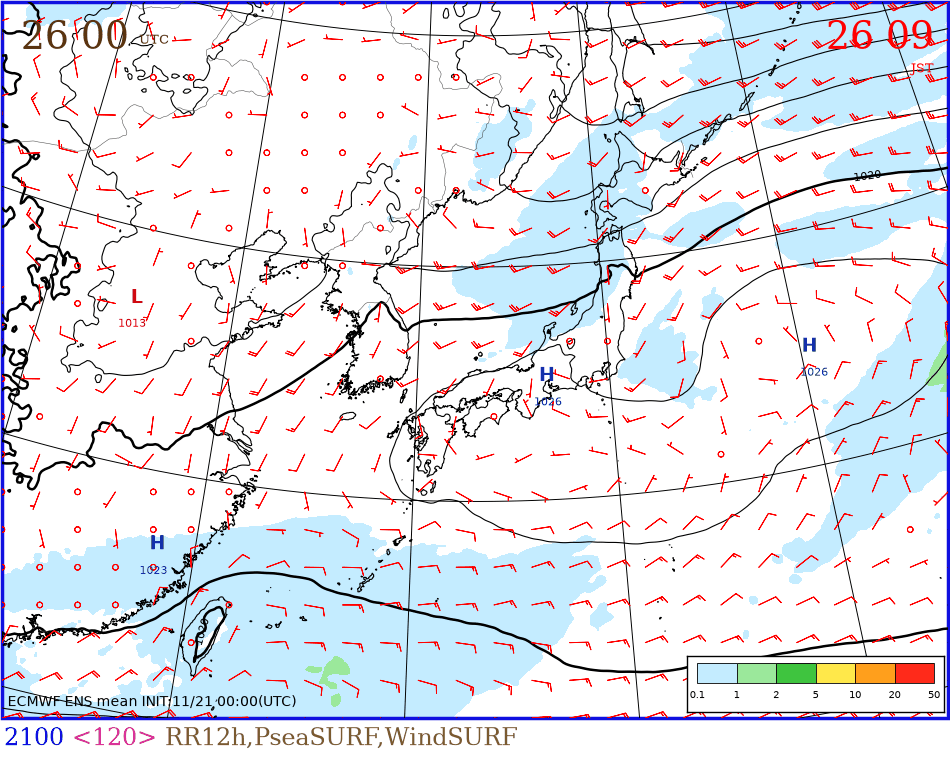 26 00 UTC
26 09
JST
1020
L
1013
H
1026
H
1026
H
1023
1020
0.1 1 2 5 10 20 50
ECMWF ENS mean INIT:11/21 00:00(UTC)
2100 <120> RR12h,PseaSURF,WindSURF